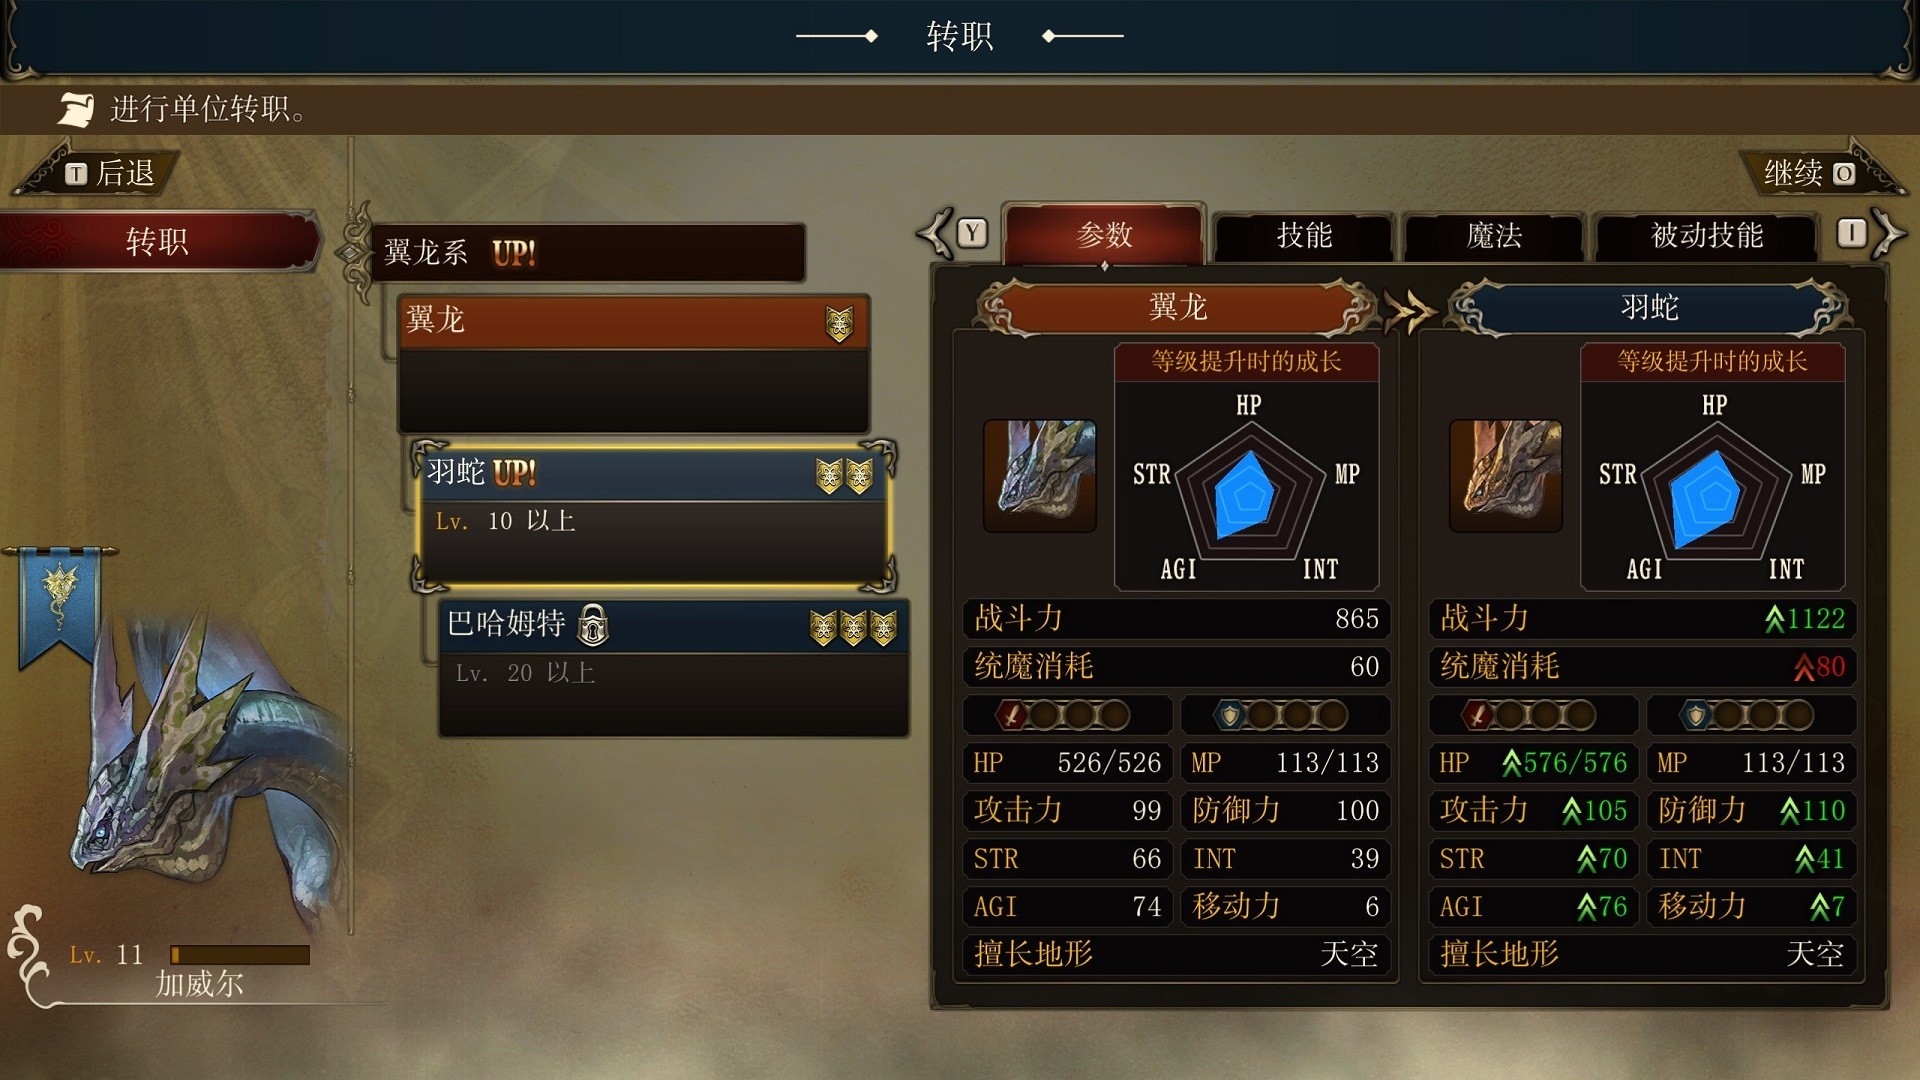 转职
进行单位转职。
T 后退
继续 O
转职
翼龙系 UP!
翼龙
羽蛇 UP!
Lv. 10 以上
巴哈姆特
Lv. 20 以上
Lv. 11
加威尔
Y 参数 技能 魔法 被动技能 I
翼龙
等级提升时的成长
HP
STR MP
AGI INT
战斗力 865
统魔消耗 60
HP 526/526 MP 113/113
攻击力 99 防御力 100
STR 66 INT 39
AGI 74 移动力 6
擅长地形 天空
羽蛇
等级提升时的成长
HP
STR MP
AGI INT
战斗力 1122
统魔消耗 80
HP 576/576 MP 113/113
攻击力 105 防御力 110
STR 70 INT 41
AGI 76 移动力 7
擅长地形 天空